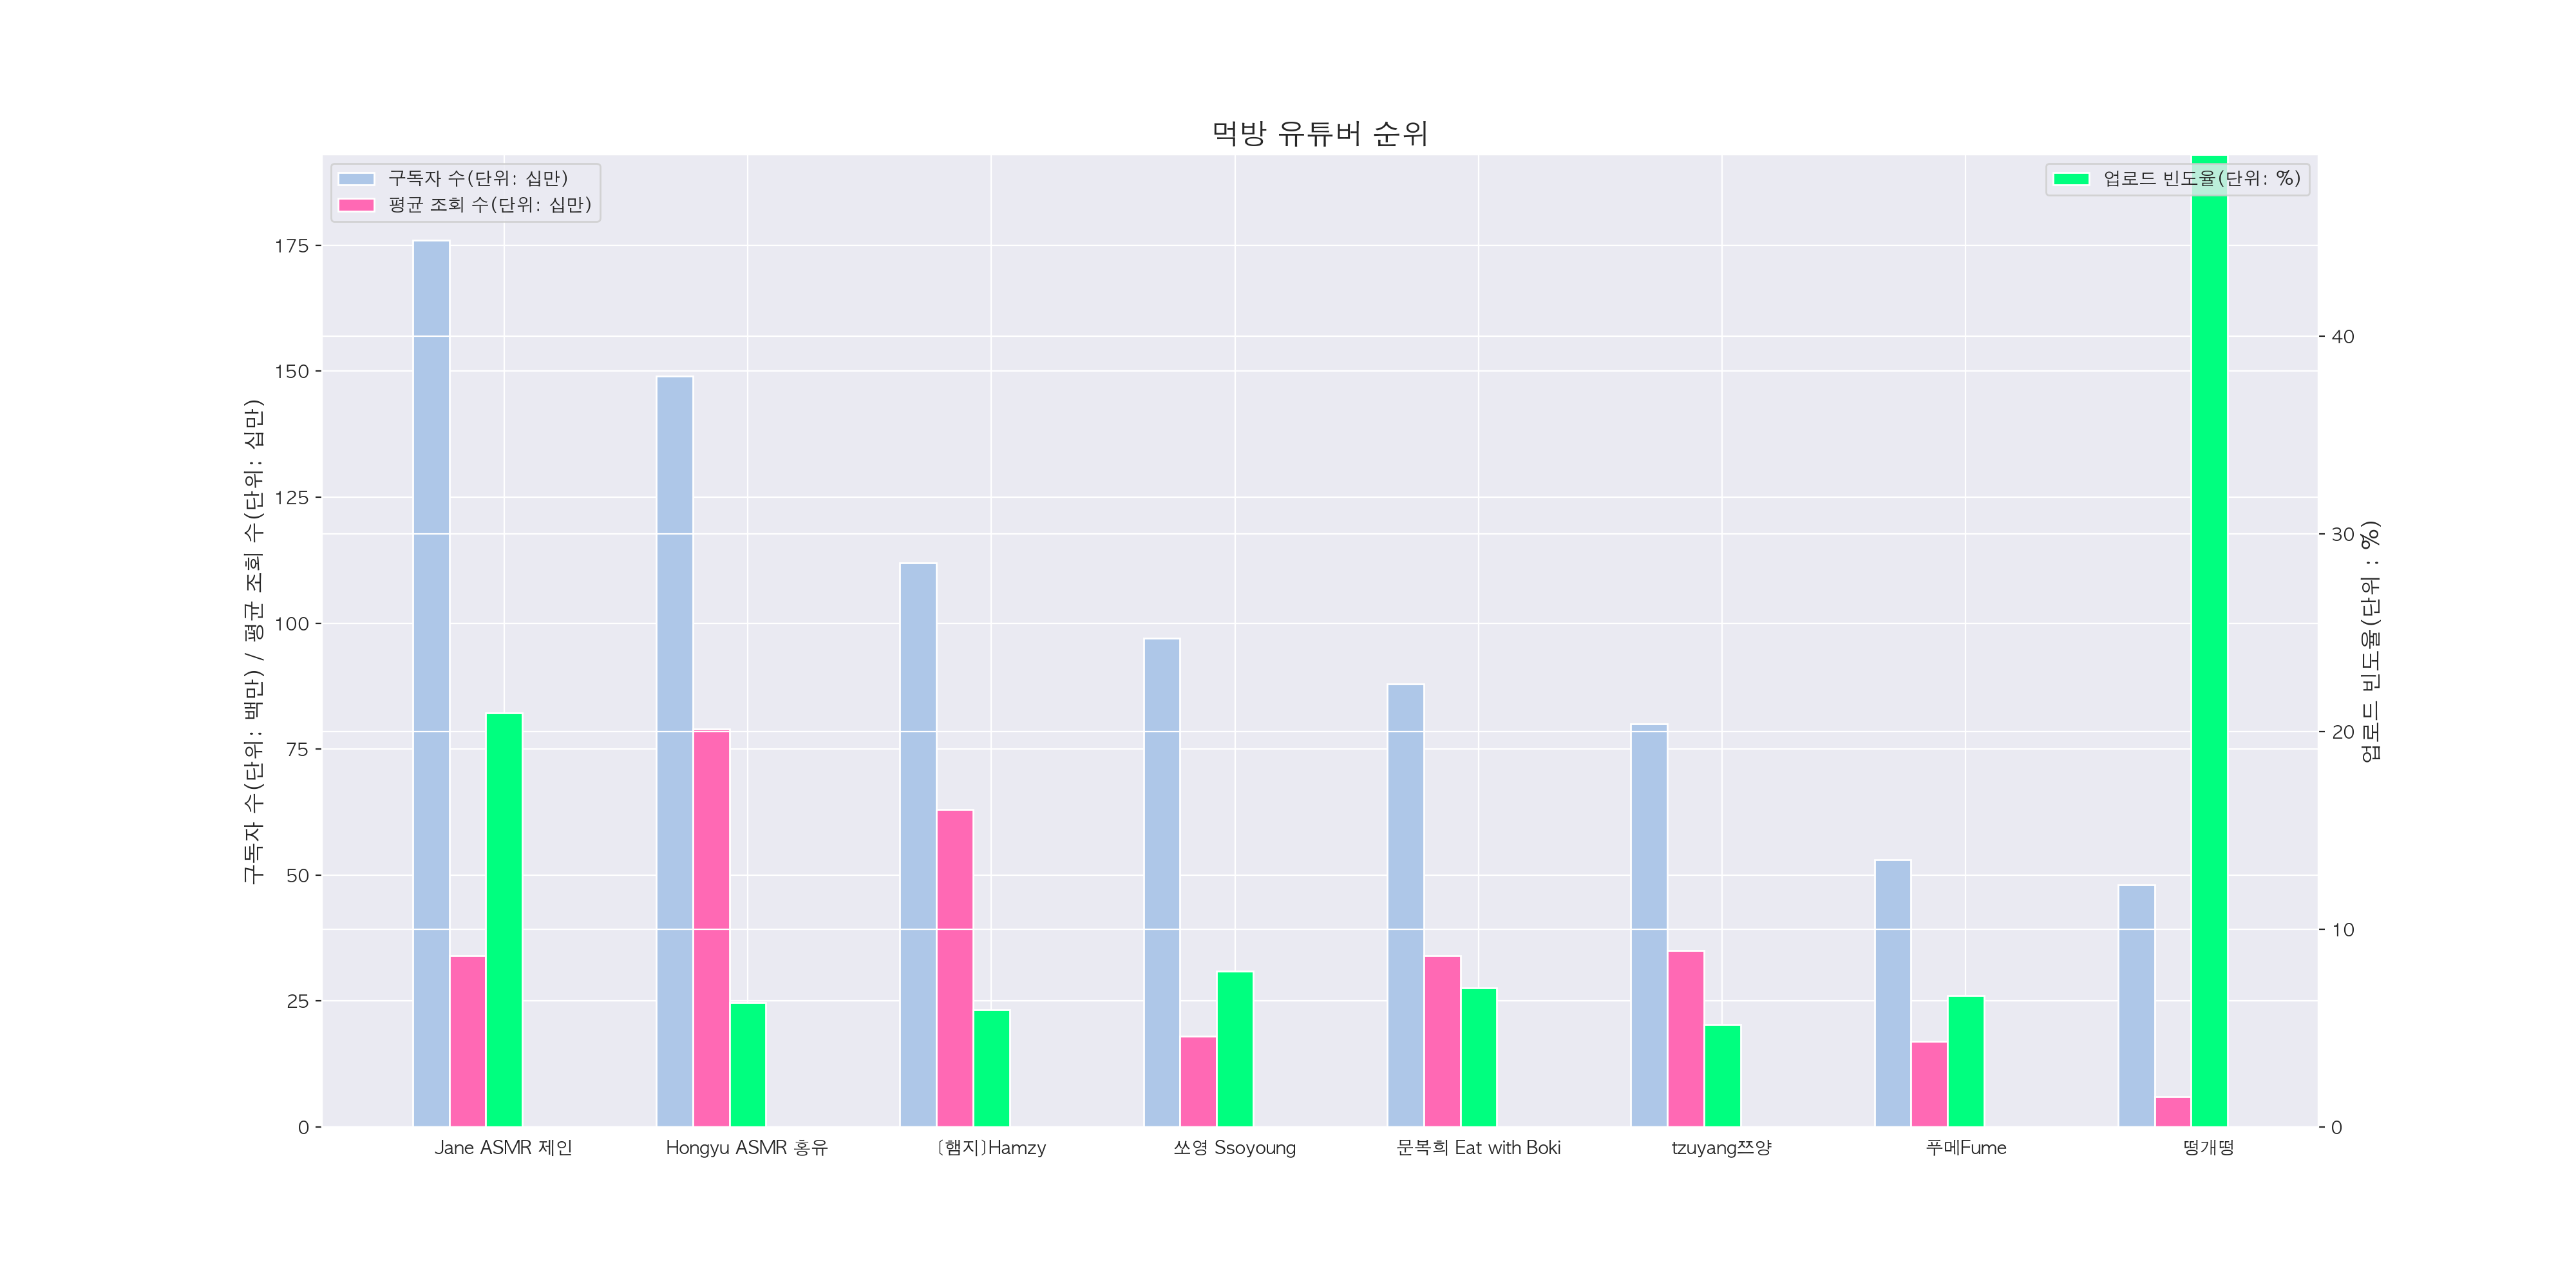 먹방 유튜버 순위
구독자 수(단위: 십만)
평균 조회 수(단위: 십만)
업로드 빈도율(단위: %)
구독자 수(단위: 백만) / 평균 조회 수(단위: 십만)
175
150
125
100
75
50
25
0
40
30
20
10
0
업로드 빈도율(단위 : %)
Jane ASMR 제인
Hongyu ASMR 홍유
[햄지]Hamzy
쏘영 Ssoyoung
문복희 Eat with Boki
tzuyang쯔양
푸메Fume
떵개떵